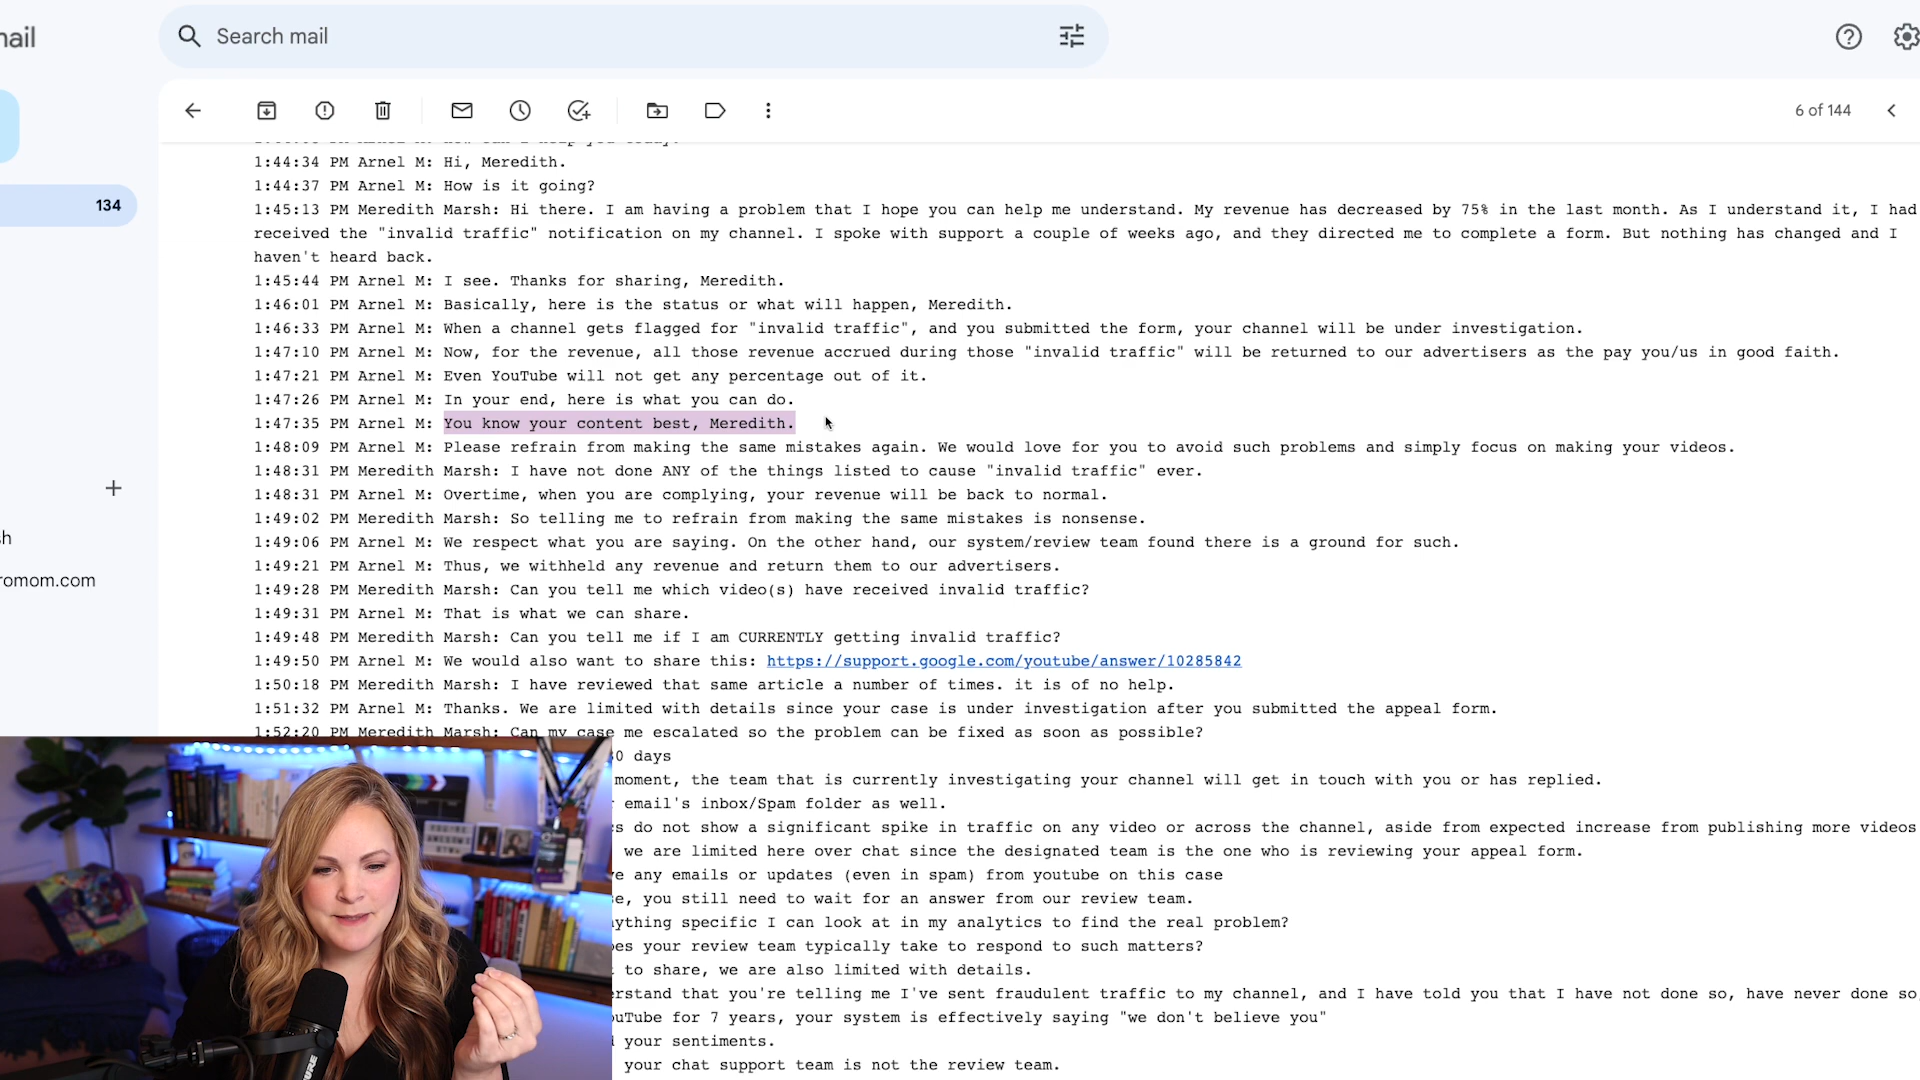 Search mail
6 of 144
134
1:44:34 PM Arnel M: Hi, Meredith.
1:44:37 PM Arnel M: How is it going?
1:45:13 PM Meredith Marsh: Hi there. I am having a problem that I hope you can help me understand. My revenue has decreased by 75% in the last month. As I understand it, I had
received the "invalid traffic" notification on my channel. I spoke with support a couple of weeks ago, and they directed me to complete a form. But nothing has changed and I
haven't heard back.
1:45:44 PM Arnel M: I see. Thanks for sharing, Meredith.
1:46:01 PM Arnel M: Basically, here is the status or what will happen, Meredith.
1:46:33 PM Arnel M: When a channel gets flagged for "invalid traffic", and you submitted the form, your channel will be under investigation.
1:47:10 PM Arnel M: Now, for the revenue, all those revenue accrued during those "invalid traffic" will be returned to our advertisers as the pay you/us in good faith.
1:47:21 PM Arnel M: Even YouTube will not get any percentage out of it.
1:47:26 PM Arnel M: In your end, here is what you can do.
1:47:35 PM Arnel M: You know your content best, Meredith.
1:48:09 PM Arnel M: Please refrain from making the same mistakes again. We would love for you to avoid such problems and simply focus on making your videos.
1:48:31 PM Meredith Marsh: I have not done ANY of the things listed to cause "invalid traffic" ever.
1:48:31 PM Arnel M: Overtime, when you are complying, your revenue will be back to normal.
1:49:02 PM Meredith Marsh: So telling me to refrain from making the same mistakes is nonsense.
1:49:06 PM Arnel M: We respect what you are saying. On the other hand, our system/review team found there is a ground for such.
1:49:21 PM Arnel M: Thus, we withheld any revenue and return them to our advertisers.
1:49:28 PM Meredith Marsh: Can you tell me which video(s) have received invalid traffic?
1:49:31 PM Arnel M: That is what we can share.
1:49:48 PM Meredith Marsh: Can you tell me if I am CURRENTLY getting invalid traffic?
1:49:50 PM Arnel M: We would also want to share this: https://support.google.com/youtube/answer/10285842
1:50:18 PM Meredith Marsh: I have reviewed that same article a number of times. it is of no help.
1:51:32 PM Arnel M: Thanks. We are limited with details since your case is under investigation after you submitted the appeal form.
1:52:20 PM Meredith Marsh: Can my case me escalated so the problem can be fixed as soon as possible?
0 days
moment, the team that is currently investigating your channel will get in touch with you or has replied.
email's inbox/Spam folder as well.
do not show a significant spike in traffic on any video or across the channel, aside from expected increase from publishing more videos
we are limited here over chat since the designated team is the one who is reviewing your appeal form.
any emails or updates (even in spam) from youtube on this case
you still need to wait for an answer from our review team.
ything specific I can look at in my analytics to find the real problem?
es your review team typically take to respond to such matters?
to share, we are also limited with details.
rstand that you're telling me I've sent fraudulent traffic to my channel, and I have told you that I have not done so, have never done so,
uTube for 7 years, your system is effectively saying "we don't believe you"
your sentiments.
your chat support team is not the review team.
romom.com